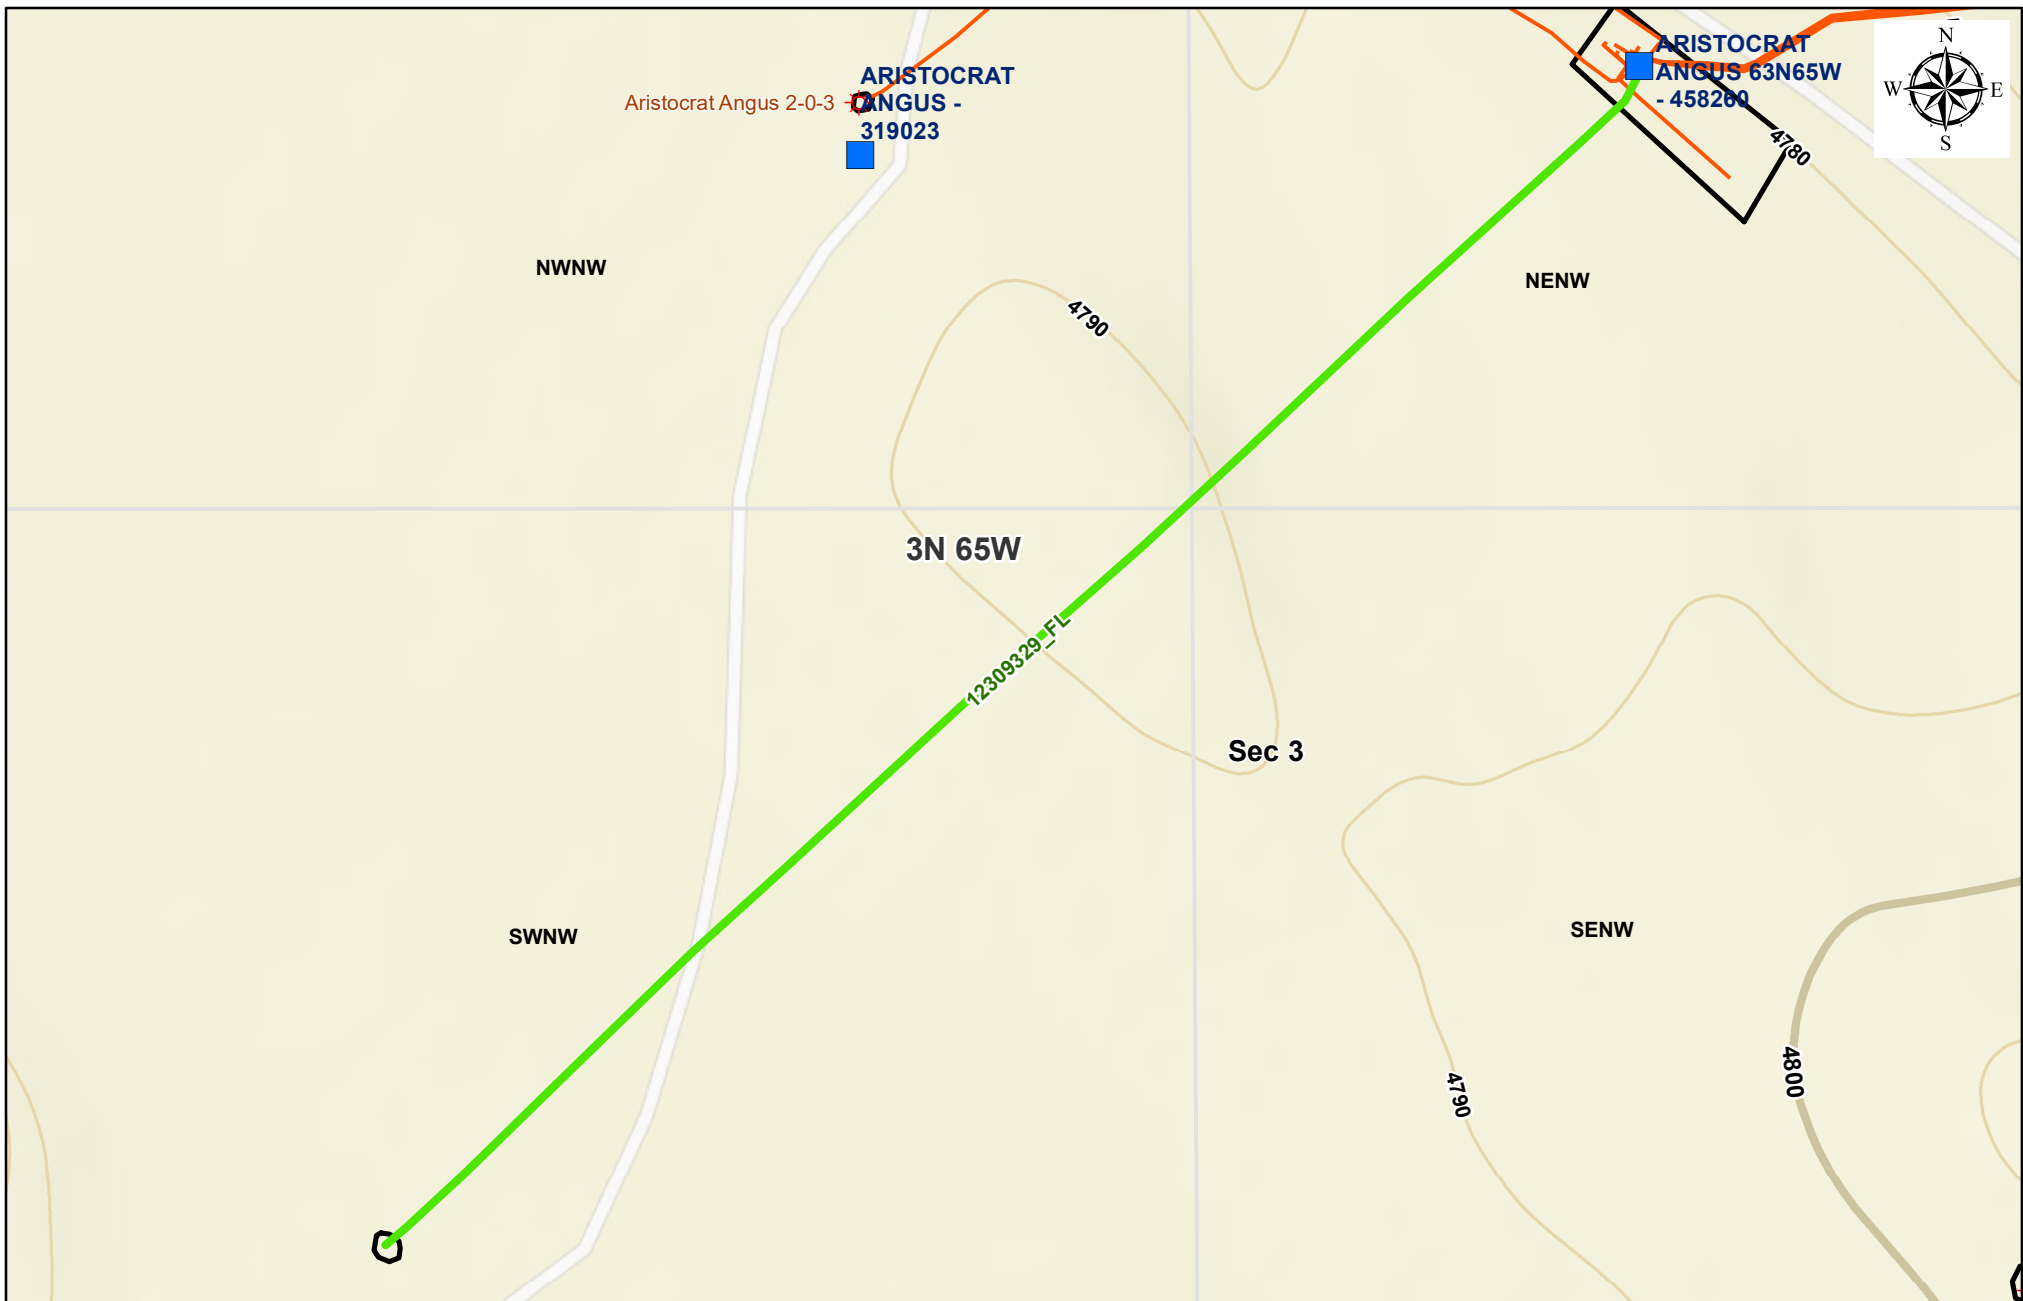 ARISTOCRAT
ANGUS -
319023
Aristocrat Angus 2-0-3
ARISTOCRAT
ANGUS 63N65W
- 458260
N
W
E
S
4780
NWNW
NENW
4790
3N 65W
12309329_FL
Sec 3
SWNW
SENW
4790
4800